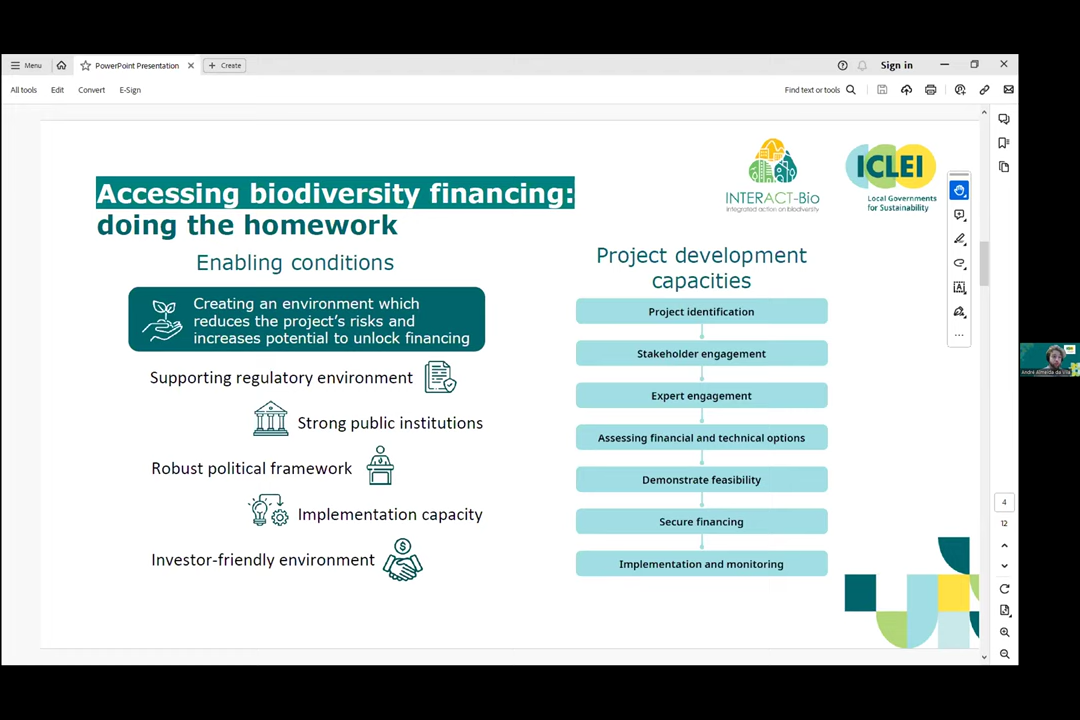 Menu
PowerPoint Presentation
Create
Sign in
All tools
Edit
Convert
E-Sign
Find text or tools
Accessing biodiversity financing:
doing the homework
INTERACT-Bio
integrated action on biodiversity
ICLEI
Local Governments
for Sustainability
Enabling conditions
Creating an environment which
reduces the project's risks and
increases potential to unlock financing
Supporting regulatory environment
Strong public institutions
Robust political framework
Implementation capacity
Investor-friendly environment
Project development
capacities
Project identification
Stakeholder engagement
Expert engagement
Assessing financial and technical options
Demonstrate feasibility
Secure financing
Implementation and monitoring
4
12